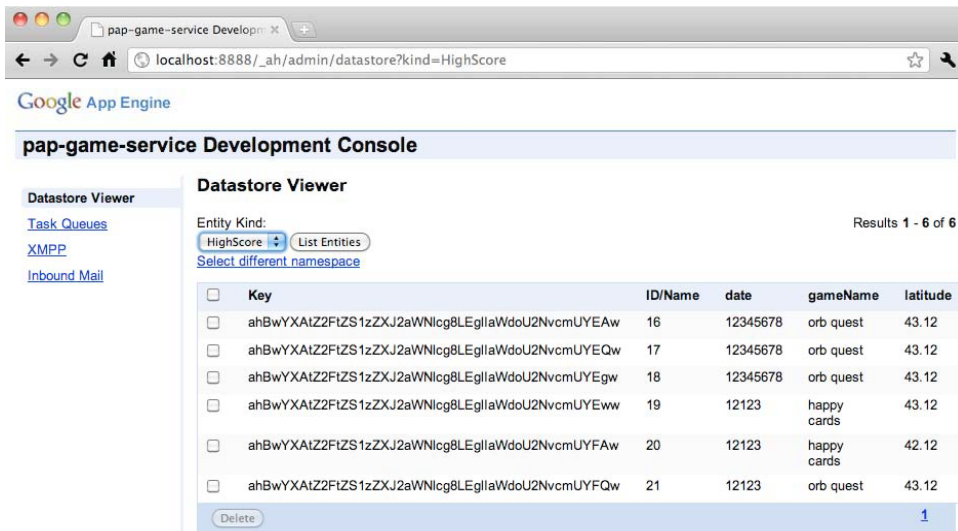 pap-game-service Developm
localhost:8888/_ah/admin/datastore?kind=HighScore
Google App Engine
pap-game-service Development Console
Datastore Viewer
Task Queues
XMPP
Inbound Mail
Datastore Viewer
Entity Kind:
Results 1 - 6 of 6
HighScore List Entities
Select different namespace
Key ID/Name date gameName latitude
ahBwYXAtZ2FtZS1zZXJ2aWNlcg8LEglIaWdoU2NvcmUYEAw 16 12345678 orb quest 43.12
ahBwYXAtZ2FtZS1zZXJ2aWNlcg8LEglIaWdoU2NvcmUYEQw 17 12345678 orb quest 43.12
ahBwYXAtZ2FtZS1zZXJ2aWNlcg8LEglIaWdoU2NvcmUYEgw 18 12345678 orb quest 43.12
ahBwYXAtZ2FtZS1zZXJ2aWNlcg8LEglIaWdoU2NvcmUYEww 19 12123 happy cards 43.12
ahBwYXAtZ2FtZS1zZXJ2aWNlcg8LEglIaWdoU2NvcmUYFAw 20 12123 happy cards 42.12
ahBwYXAtZ2FtZS1zZXJ2aWNlcg8LEglIaWdoU2NvcmUYFQw 21 12123 orb quest 43.12
Delete 1